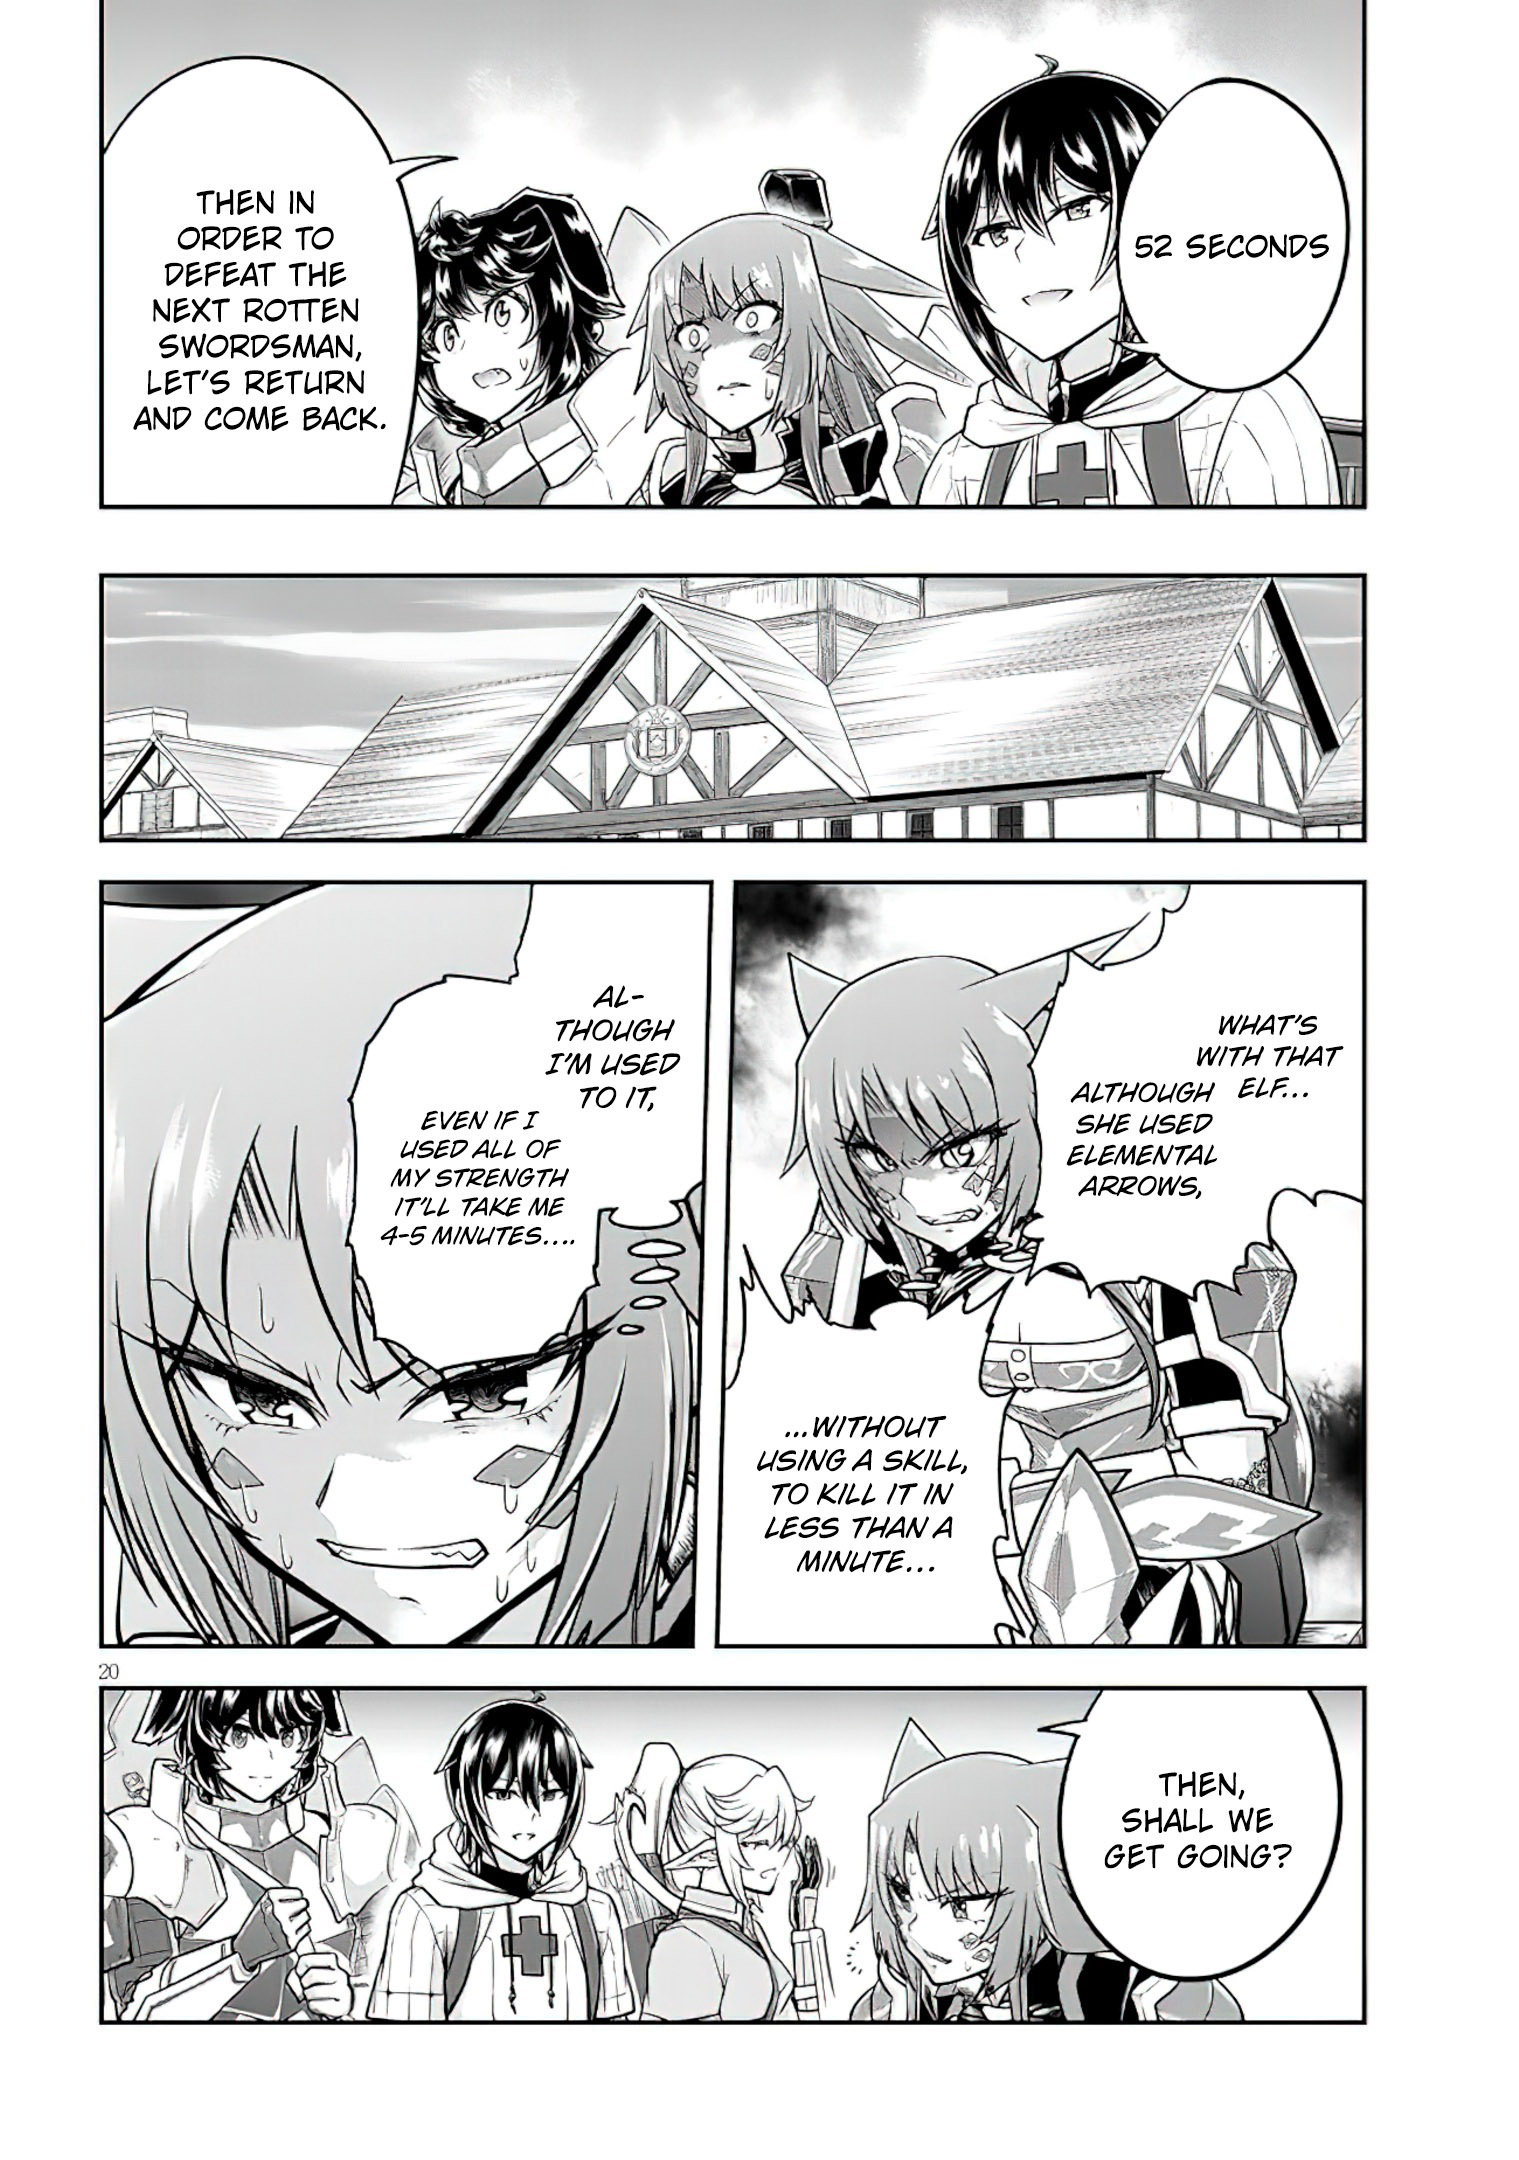 52 SECONDS
THEN IN
ORDER TO
DEFEAT THE
NEXT ROTTEN
SWORDSMAN,
LET'S RETURN
AND COME BACK.
WHAT'S
WITH THAT
ELF...
ALTHOUGH
SHE USED
ELEMENTAL
ARROWS,
...WITHOUT
USING A SKILL,
TO KILL IT IN
LESS THAN A
MINUTE...
AL-
THOUGH
I'M USED
TO IT,
EVEN IF I
USED ALL OF
MY STRENGTH
IT'LL TAKE ME
4-5 MINUTES....
20
THEN,
SHALL WE
GET GOING?